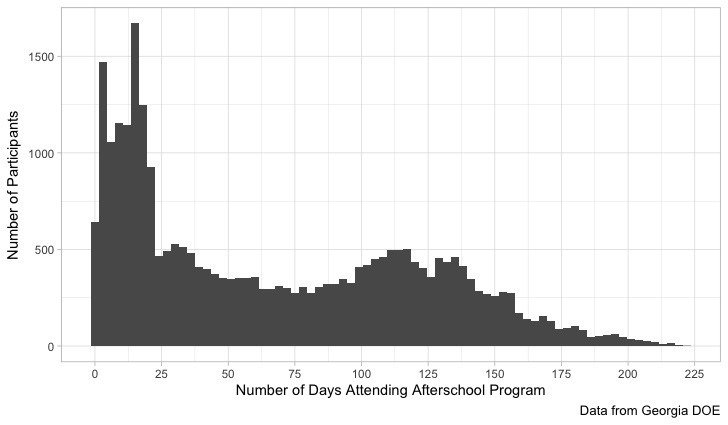 1500
1000
500
0
Number of Participants
0 25 50 75 100 125 150 175 200 225
Number of Days Attending Afterschool Program
Data from Georgia DOE